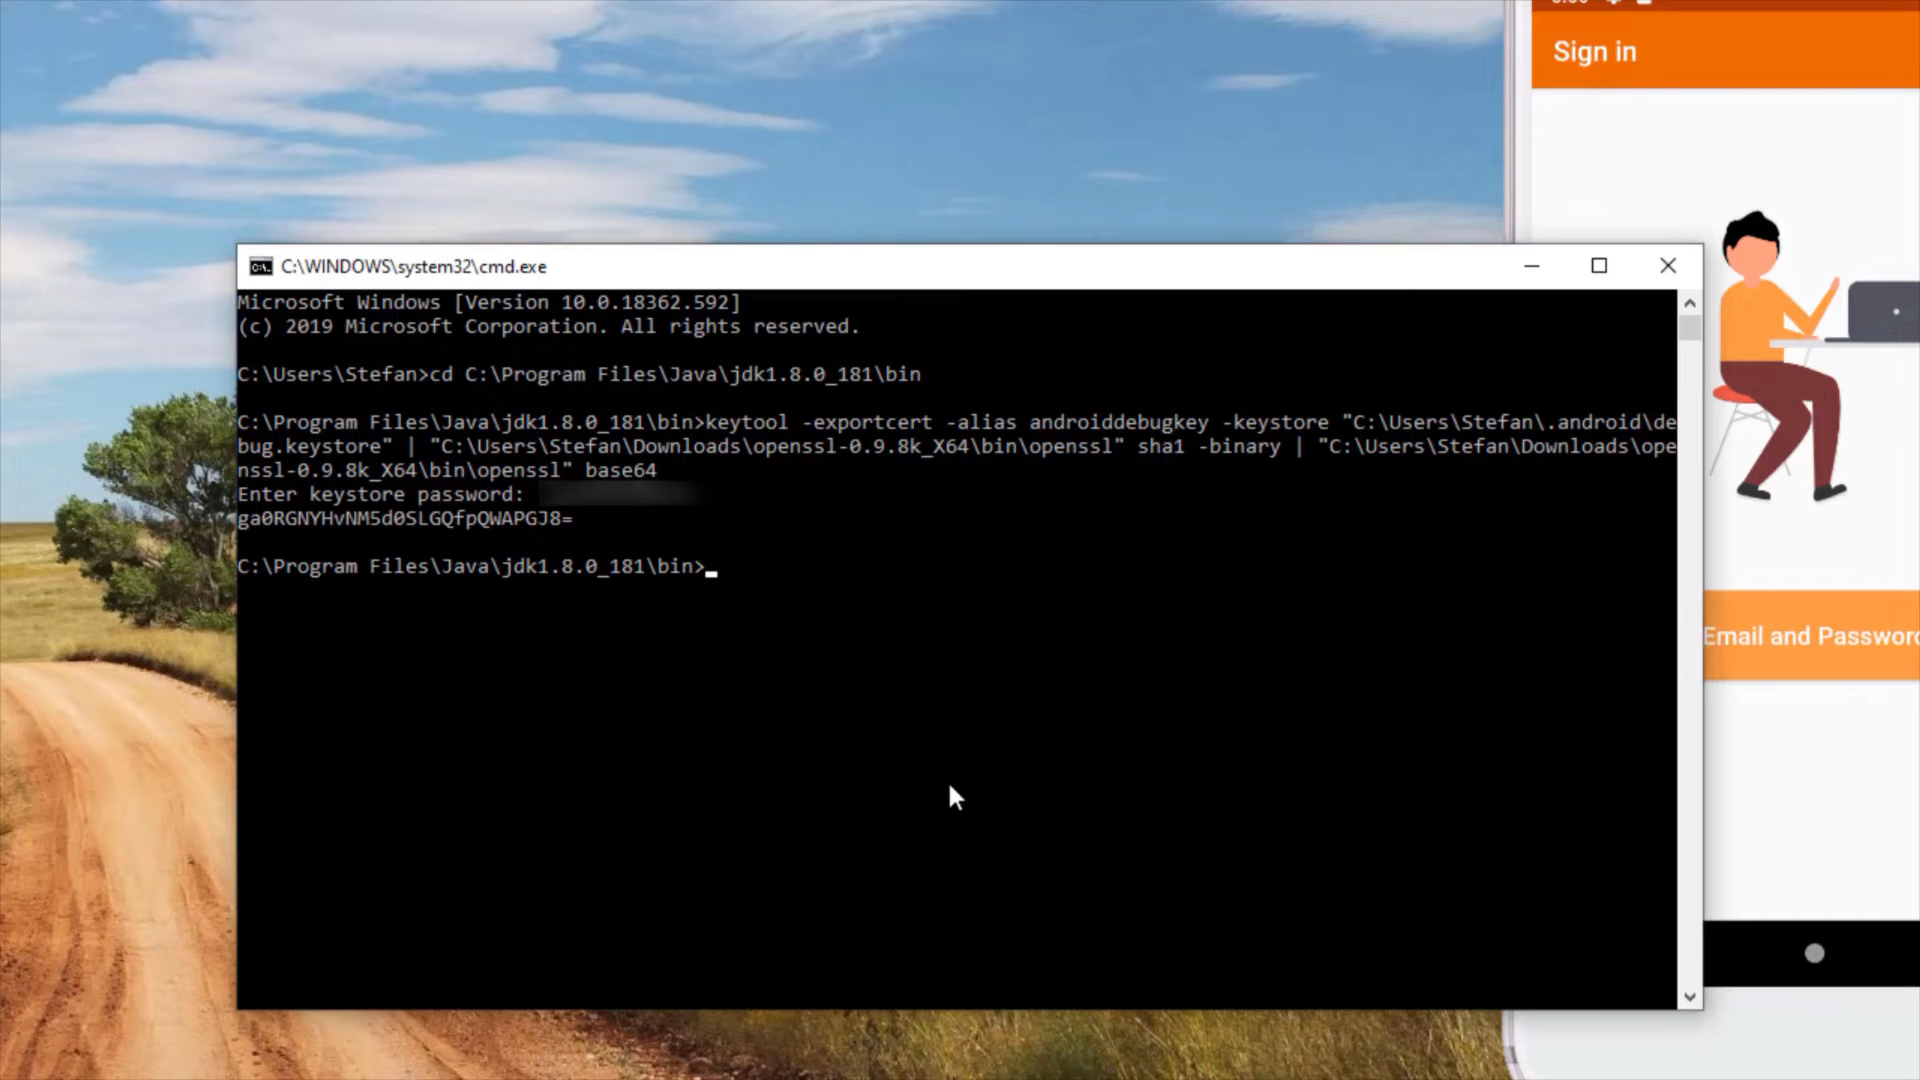 Sign in
C:\WINDOWS\system32\cmd.exe
Microsoft Windows [Version 10.0.18362.592]
(c) 2019 Microsoft Corporation. All rights reserved.
C:\Users\Stefan>cd C:\Program Files\Java\jdk1.8.0_181\bin
C:\Program Files\Java\jdk1.8.0_181\bin>keytool -exportcert -alias androiddebugkey -keystore "C:\Users\Stefan\.android\de
bug.keystore" | "C:\Users\Stefan\Downloads\openssl-0.9.8k_X64\bin\openssl" sha1 -binary | "C:\Users\Stefan\Downloads\ope
nssl-0.9.8k_X64\bin\openssl" base64
Enter keystore password:
ga0RGNYHvNM5d0SLGQfpQWAPGJ8=
C:\Program Files\Java\jdk1.8.0_181\bin>
Email and Password